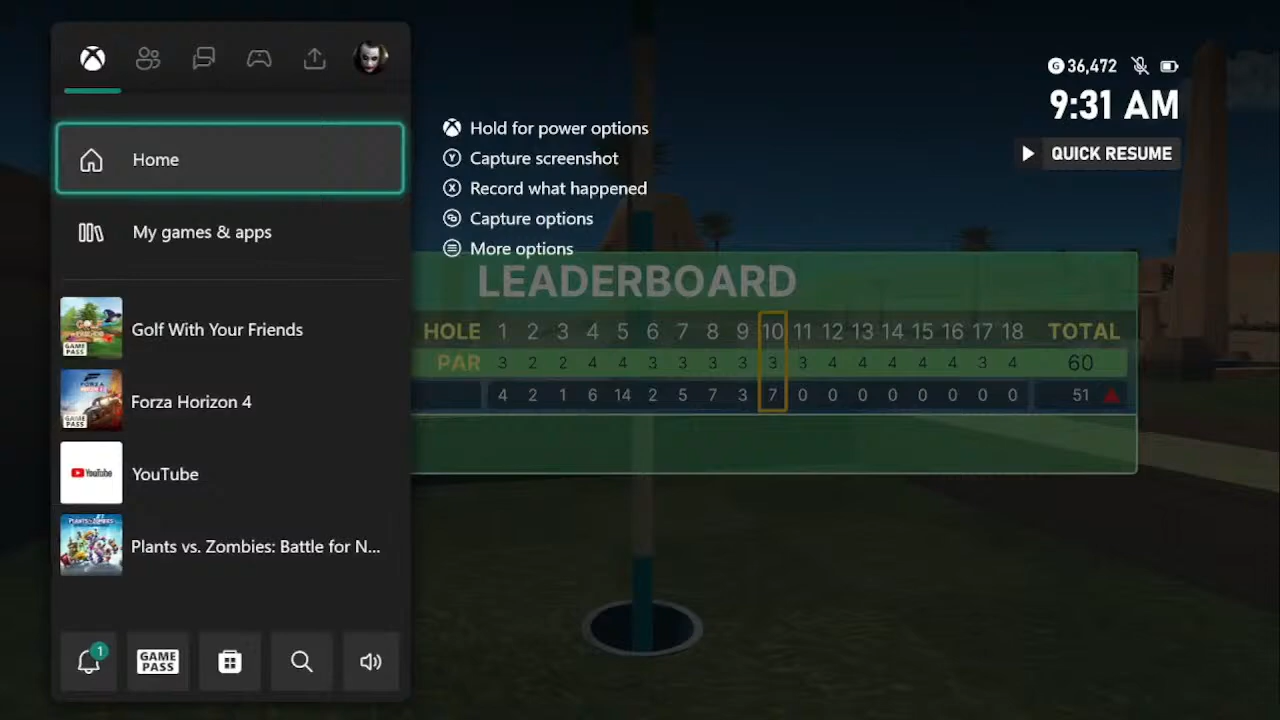 G 36,472
9:31 AM
QUICK RESUME
Home
My games & apps
Golf With Your Friends
GAME PASS
Forza Horizon 4
GAME PASS
YouTube
YouTube
Plants vs. Zombies: Battle for N...
1
GAME PASS
Hold for power options
Y Capture screenshot
X Record what happened
Capture options
More options
LEADERBOARD
HOLE 1 2 3 4 5 6 7 8 9 10 11 12 13 14 15 16 17 18 TOTAL
PAR 3 2 2 4 4 3 3 3 3 3 3 4 4 4 4 4 3 4 60
4 2 1 6 14 2 5 7 3 7 0 0 0 0 0 0 0 0 51